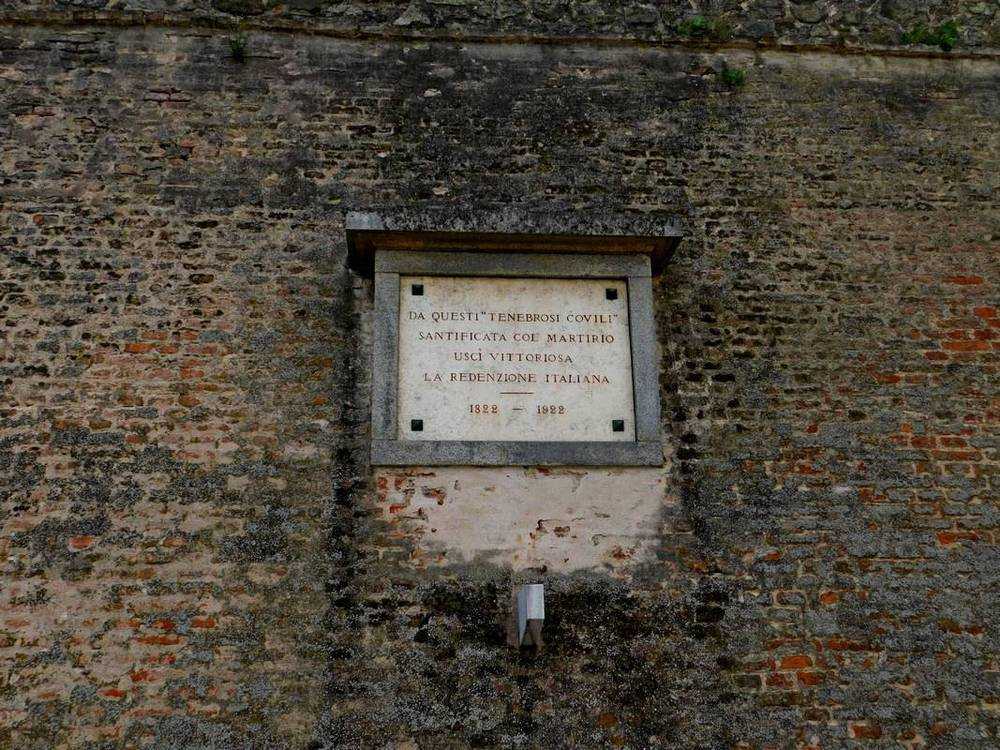 DA QUESTI "TENEBROSI COVILI"
SANTIFICATA COL MARTIRIO
USCÌ VITTORIOSA
LA REDENZIONE ITALIANA
1822 — 1922